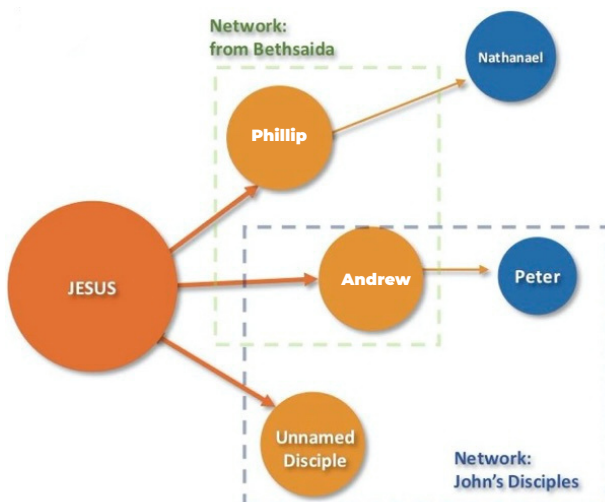 Network:
from Bethsaida
Nathanael
Phillip
JESUS
Andrew
Peter
Unnamed
Disciple
Network:
John's Disciples